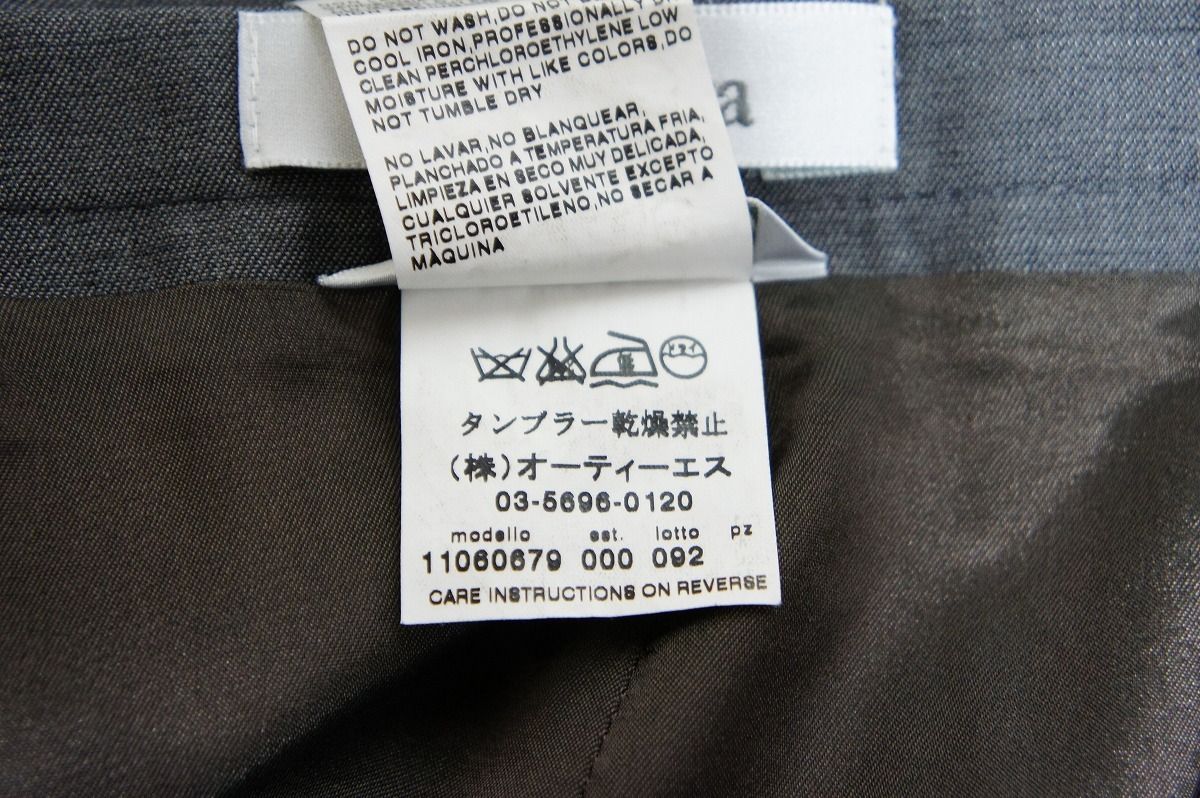 DO NOT WASH,DO NOT
COOL IRON,PROFESSIONALLY
CLEAN PERCHLOROETHYLENE LOW
MOISTURE WITH LIKE COLORS,DO
NOT TUMBLE DRY
a
NO LAVAR,NO BLANQUEAR,
PLANCHADO A TEMPERATURA FRIA,
LIMPIEZA EN SECO MUY DELICADA,
CUALQUIER SOLVENTE EXCEPTO
TRICLOROETILENO,NO SECAR A
MÀQUINA
低 ドライ
タンブラー乾燥禁止
(株)オーティーエス
03-5696-0120
modello est. lotto pz
11060679 000 092
CARE INSTRUCTIONS ON REVERSE